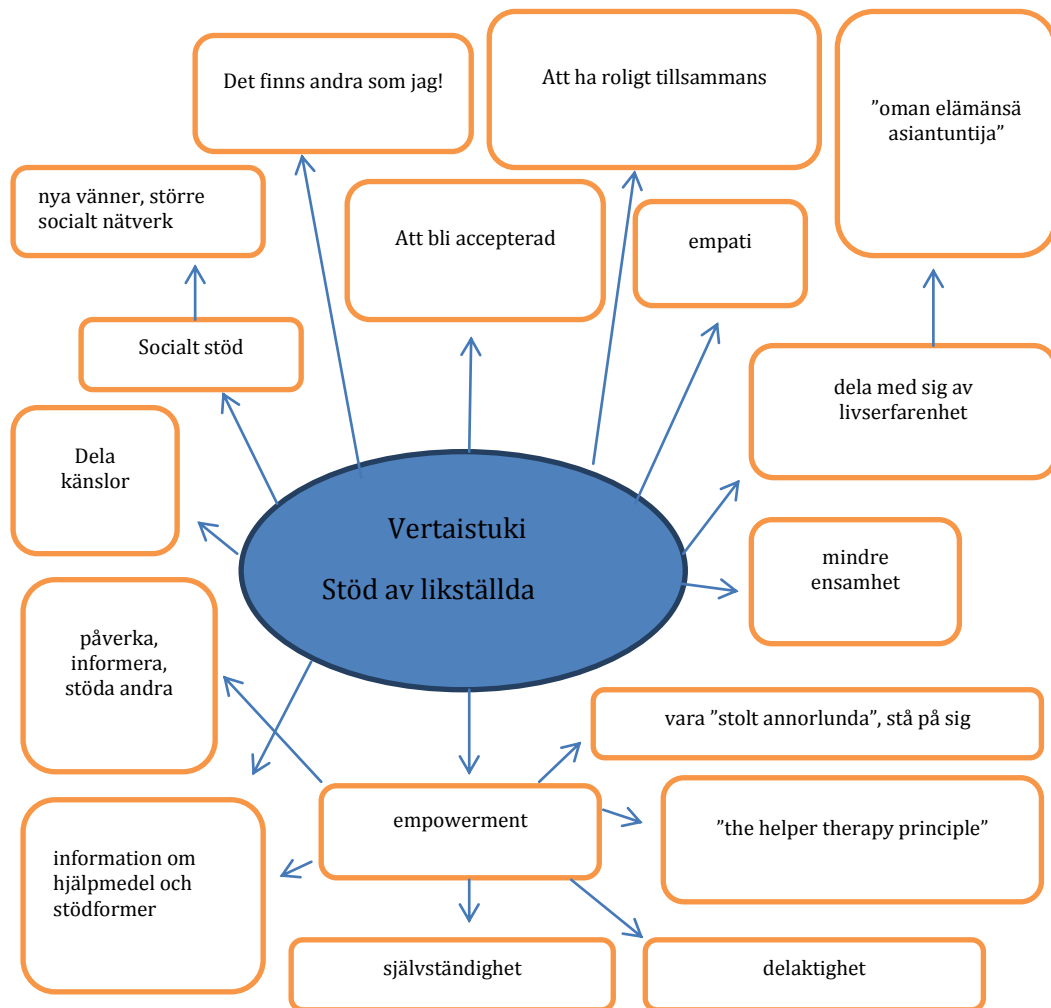 Det finns andra som jag!
Att ha roligt tillsammans
”oman elämänsä
asiantuntija”
nya vänner, större
socialt nätverk
Att bli accepterad
empati
Socialt stöd
dela med sig av
livserfarenhet
Dela
känslor
Vertaistuki
Stöd av likställda
mindre
ensamhet
påverka,
informera,
stöda andra
vara ”stolt annorlunda”, stå på sig
empowerment
”the helper therapy principle”
information om
hjälpmedel och
stödformer
självständighet
delaktighet